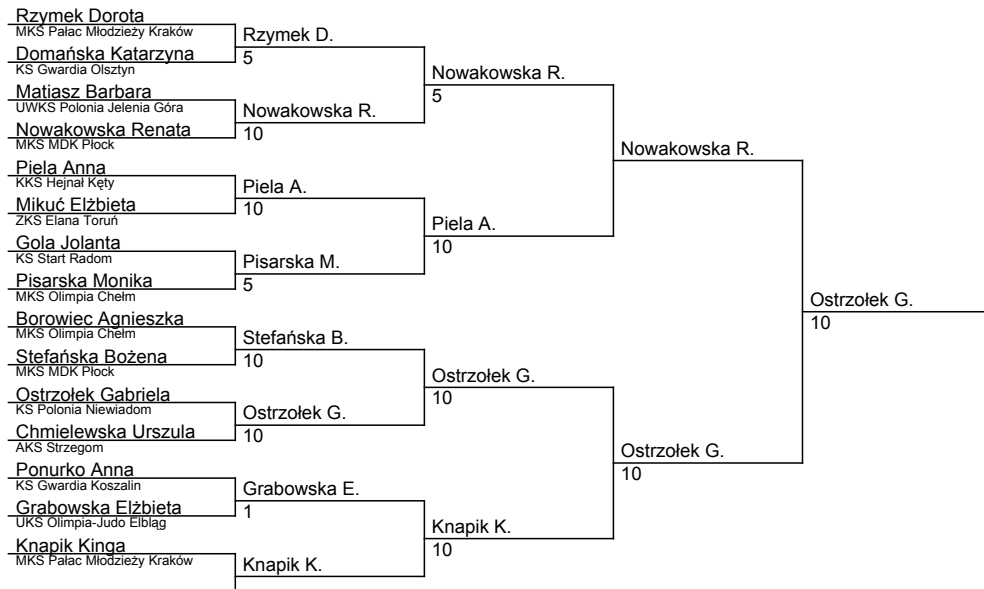 Rzymek Dorota
MKS Pałac Młodzieży Kraków
Domańska Katarzyna
KS Gwardia Olsztyn
Matiasz Barbara
UWKS Polonia Jelenia Góra
Nowakowska Renata
MKS MDK Płock
Piela Anna
KKS Hejnał Kęty
Mikuć Elżbieta
ZKS Elana Toruń
Gola Jolanta
KS Start Radom
Pisarska Monika
MKS Olimpia Chełm
Borowiec Agnieszka
MKS Olimpia Chełm
Stefańska Bożena
MKS MDK Płock
Ostrzołek Gabriela
KS Polonia Niewiadom
Chmielewska Urszula
AKS Strzegom
Ponurko Anna
KS Gwardia Koszalin
Grabowska Elżbieta
UKS Olimpia-Judo Elbląg
Knapik Kinga
MKS Pałac Młodzieży Kraków
Rzymek D.
5
Nowakowska R.
10
Piela A.
10
Pisarska M.
5
Stefańska B.
10
Ostrzołek G.
10
Grabowska E.
1
Knapik K.
Nowakowska R.
5
Piela A.
10
Ostrzołek G.
10
Knapik K.
10
Nowakowska R.
Ostrzołek G.
10
Ostrzołek G.
10